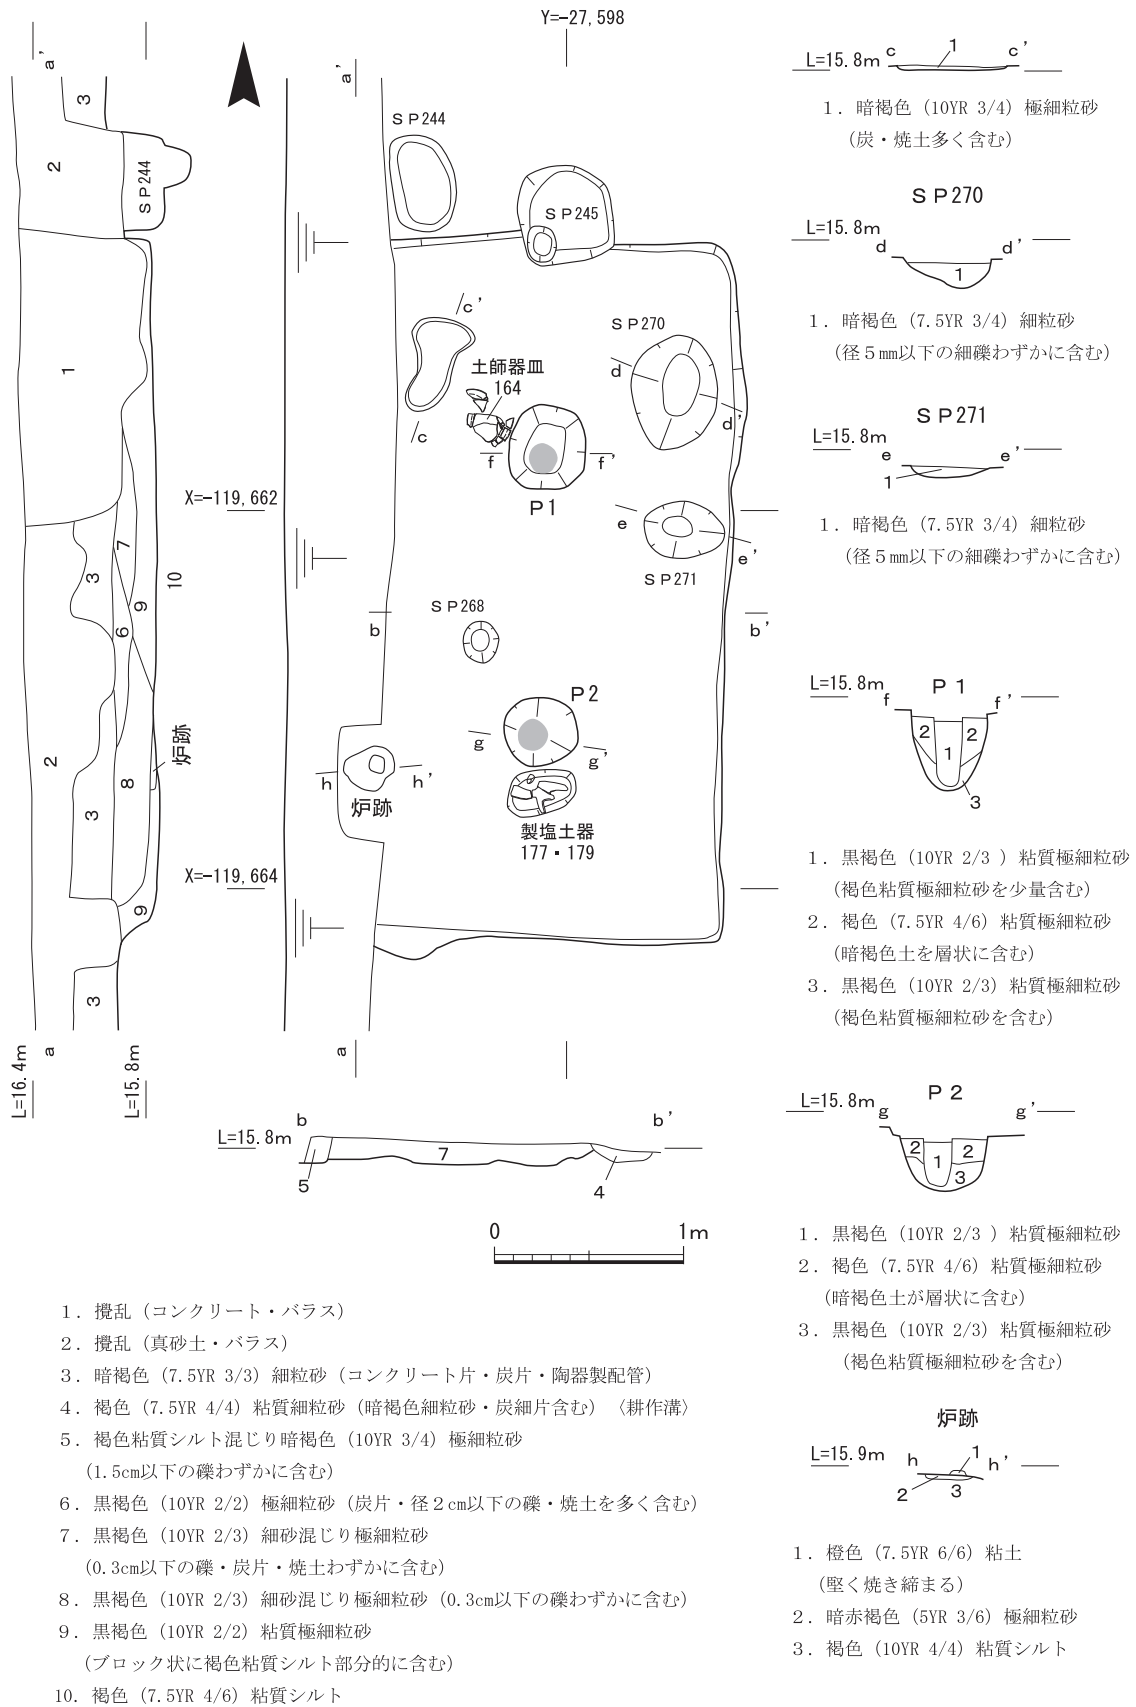 Y=-27,598
a'
3
2
SP244
1
7
3
10
9
6
2
炉跡
8
3
9
3
L=16.4m
a
L=15.8m
a'
SP244
SP245
c'
土師器皿
164
c
SP270
d
d'
f
f'
P1
X=-119,662
e
e'
SP271
SP268
b
b'
P2
g
g'
h
h'
炉跡
製塩土器
177・179
X=-119,664
a
b
b'
L=15.8m
7
5
4
0
1m
1．攪乱（コンクリート・バラス）
2．攪乱（真砂土・バラス）
3．暗褐色（7.5YR 3/3）細粒砂（コンクリート片・炭片・陶器製配管）
4．褐色（7.5YR 4/4）粘質細粒砂（暗褐色細粒砂・炭細片含む）〈耕作溝〉
5．褐色粘質シルト混じり暗褐色（10YR 3/4）極細粒砂
（1.5cm以下の礫わずかに含む）
6．黒褐色（10YR 2/2）極細粒砂（炭片・径２cm以下の礫・焼土を多く含む）
7．黒褐色（10YR 2/3）細砂混じり極細粒砂
（0.3cm以下の礫・炭片・焼土わずかに含む）
8．黒褐色（10YR 2/3）細砂混じり極細粒砂（0.3cm以下の礫わずかに含む）
9．黒褐色（10YR 2/2）粘質極細粒砂
（ブロック状に褐色粘質シルト部分的に含む）
10．褐色（7.5YR 4/6）粘質シルト
L=15.8m
c
1
c'
1．暗褐色（10YR 3/4）極細粒砂
（炭・焼土多く含む）
SP270
L=15.8m
d
d'
1
1．暗褐色（7.5YR 3/4）細粒砂
（径５mm以下の細礫わずかに含む）
SP271
L=15.8m
e
e'
1
1．暗褐色（7.5YR 3/4）細粒砂
（径５mm以下の細礫わずかに含む）
L=15.8m
P1
f
f'
2
2
1
3
1．黒褐色（10YR 2/3 ）粘質極細粒砂
（褐色粘質極細粒砂を少量含む）
2．褐色（7.5YR 4/6）粘質極細粒砂
（暗褐色土を層状に含む）
3．黒褐色（10YR 2/3）粘質極細粒砂
（褐色粘質極細粒砂を含む）
P2
L=15.8m
g
g'
2
1
2
3
1．黒褐色（10YR 2/3 ）粘質極細粒砂
2．褐色（7.5YR 4/6）粘質極細粒砂
（暗褐色土が層状に含む）
3．黒褐色（10YR 2/3）粘質極細粒砂
（褐色粘質極細粒砂を含む）
炉跡
L=15.9m
h
1
h'
2
3
1．橙色（7.5YR 6/6）粘土
（堅く焼き締まる）
2．暗赤褐色（5YR 3/6）極細粒砂
3．褐色（10YR 4/4）粘質シルト